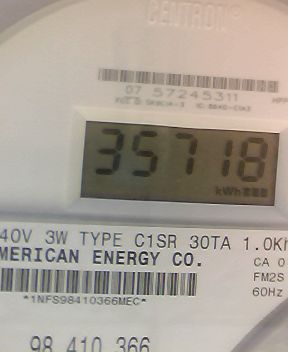 CENTRON®
07 57245311
35718
kWh
40V 3W TYPE C1SR 30TA 1.0Kh
MERICAN ENERGY CO.
CA 0
FM2S
60Hz
*1NFS98410366MEC*
98 410 366